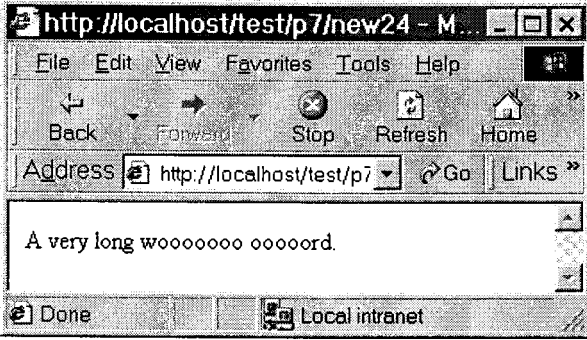 http://localhost/test/p7/new24 - M...
File Edit View Favorites Tools Help
Back Forward Stop Refresh Home »
Address http://localhost/test/p7 Go Links »
A very long wooooooo ooooord.
Done Local intranet